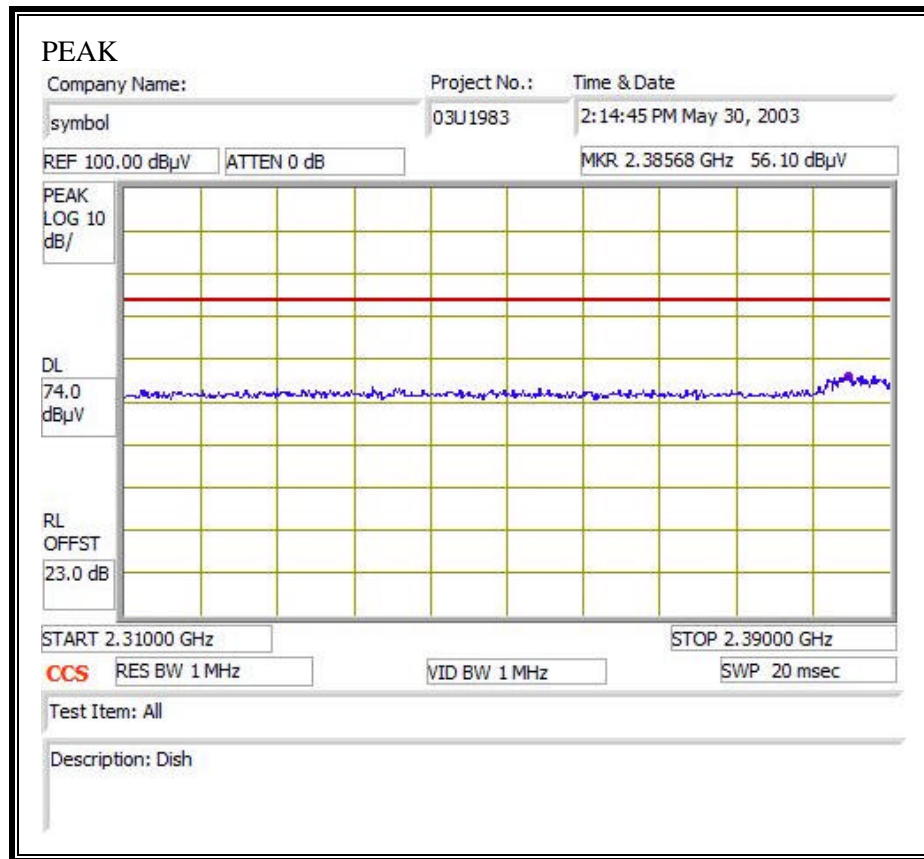 PEAK
Company Name: Project No.: Time & Date
symbol 03U1983 2:14:45 PM May 30, 2003
REF 100.00 dBµV ATTEN 0 dB MKR 2.38568 GHz 56.10 dBµV
PEAK
LOG 10
dB/
DL
74.0
dBµV
RL
OFFST
23.0 dB
START 2.31000 GHz STOP 2.39000 GHz
CCS RES BW 1 MHz VID BW 1 MHz SWP 20 msec
Test Item: All
Description: Dish